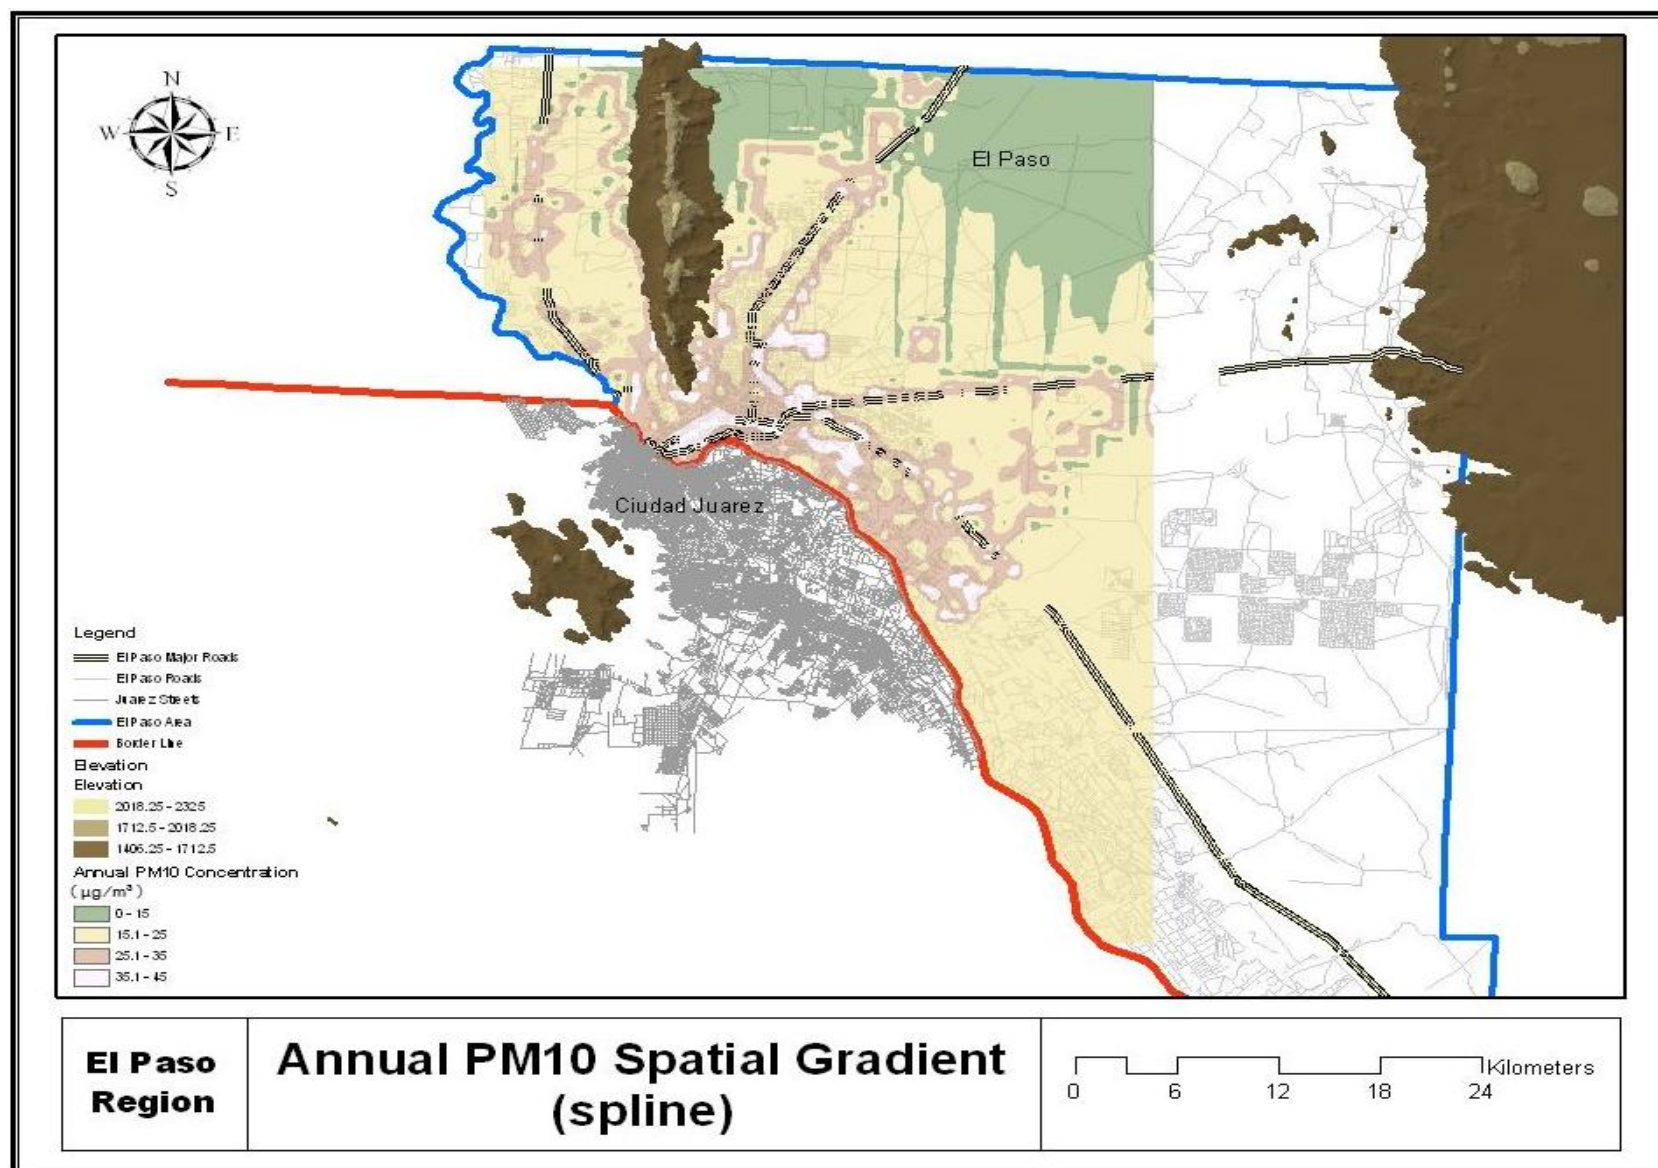 N
W
E
S
El Paso
Ciudad Juarez
Legend
El Paso Major Roads
El Paso Roads
Juarez Streets
El Paso Area
Border Line
Elevation
Elevation
2018.25 - 2325
1712.5 - 2018.25
1406.25 - 1712.5
Annual PM10 Concentration
( µg/m³ )
0 - 15
15.1 - 25
25.1 - 35
35.1 - 45
El Paso
Region
Annual PM10 Spatial Gradient
(spline)
Kilometers
0 6 12 18 24